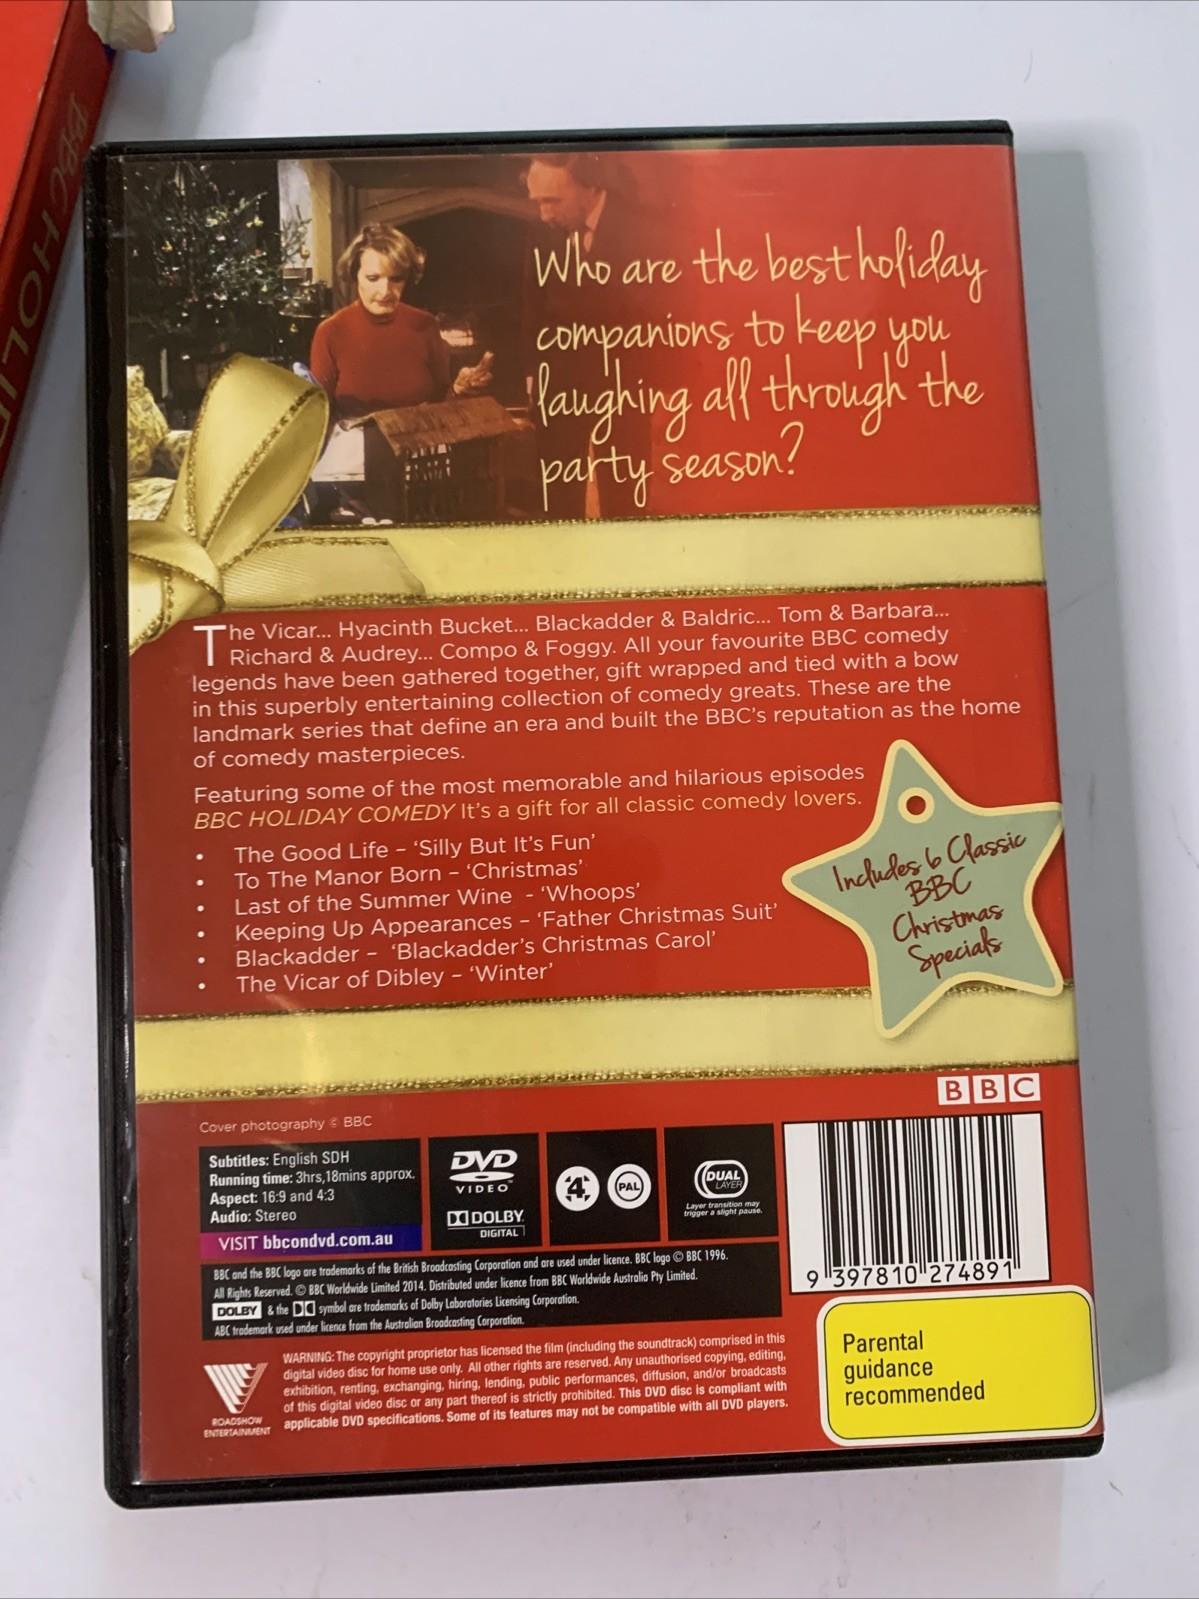 BBC HOLI
Who are the best holiday
companions to keep you
laughing all through the
party season?
The Vicar... Hyacinth Bucket... Blackadder & Baldric... Tom & Barbara...
Richard & Audrey... Compo & Foggy. All your favourite BBC comedy
legends have been gathered together, gift wrapped and tied with a bow
in this superbly entertaining collection of comedy greats. These are the
landmark series that define an era and built the BBC's reputation as the home
of comedy masterpieces.
Featuring some of the most memorable and hilarious episodes
BBC HOLIDAY COMEDY It's a gift for all classic comedy lovers.
• The Good Life – 'Silly But It's Fun'
• To The Manor Born – 'Christmas'
• Last of the Summer Wine - 'Whoops'
• Keeping Up Appearances – 'Father Christmas Suit'
• Blackadder – 'Blackadder's Christmas Carol'
• The Vicar of Dibley – 'Winter'
Includes 6 Classic
BBC
Christmas
Specials
BBC
Cover photography © BBC
Subtitles: English SDH
Running time: 3hrs,18mins approx.
Aspect: 16:9 and 4:3
Audio: Stereo
VISIT bbcondvd.com.au
DVD
VIDEO
DOLBY
DIGITAL
4
PAL
DUAL
LAYER
Layer transition may
trigger a slight pause.
9 397810 274891
BBC and the BBC logo are trademarks of the British Broadcasting Corporation and are used under licence. BBC logo © BBC 1996.
All Rights Reserved. © BBC Worldwide Limited 2014. Distributed under licence from BBC Worldwide Australia Pty Limited.
DOLBY & the DD symbol are trademarks of Dolby Laboratories Licensing Corporation.
ABC trademark used under licence from the Australian Broadcasting Corporation.
ROADSHOW
ENTERTAINMENT
WARNING: The copyright proprietor has licensed the film (including the soundtrack) comprised in this
digital video disc for home use only. All other rights are reserved. Any unauthorised copying, editing,
exhibition, renting, exchanging, hiring, lending, public performances, diffusion, and/or broadcasts
of this digital video disc or any part thereof is strictly prohibited. This DVD disc is compliant with
applicable DVD specifications. Some of its features may not be compatible with all DVD players.
Parental
guidance
recommended